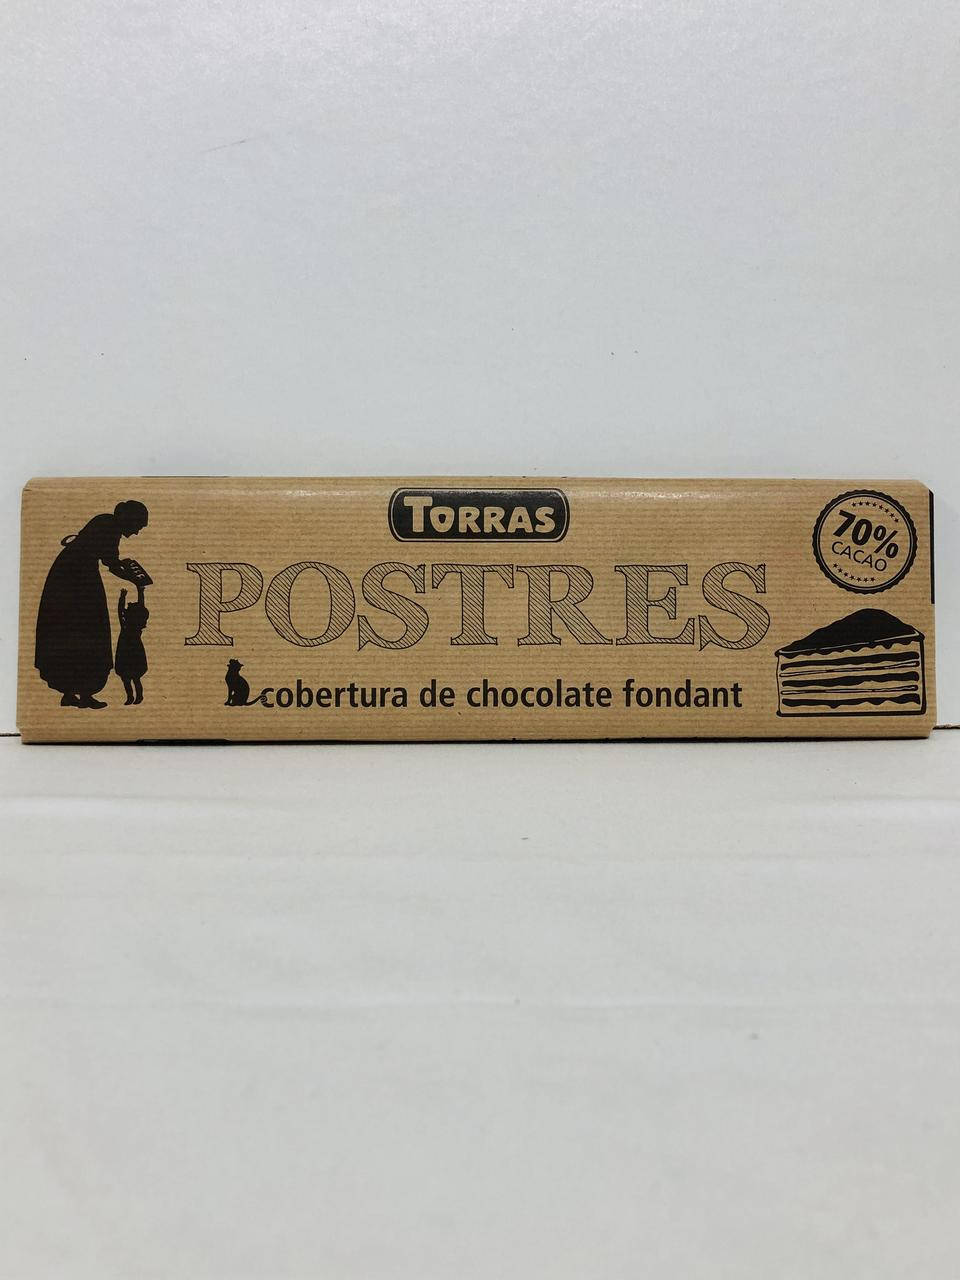 TORRAS
POSTRES
cobertura de chocolate fondant
70%
CACAO